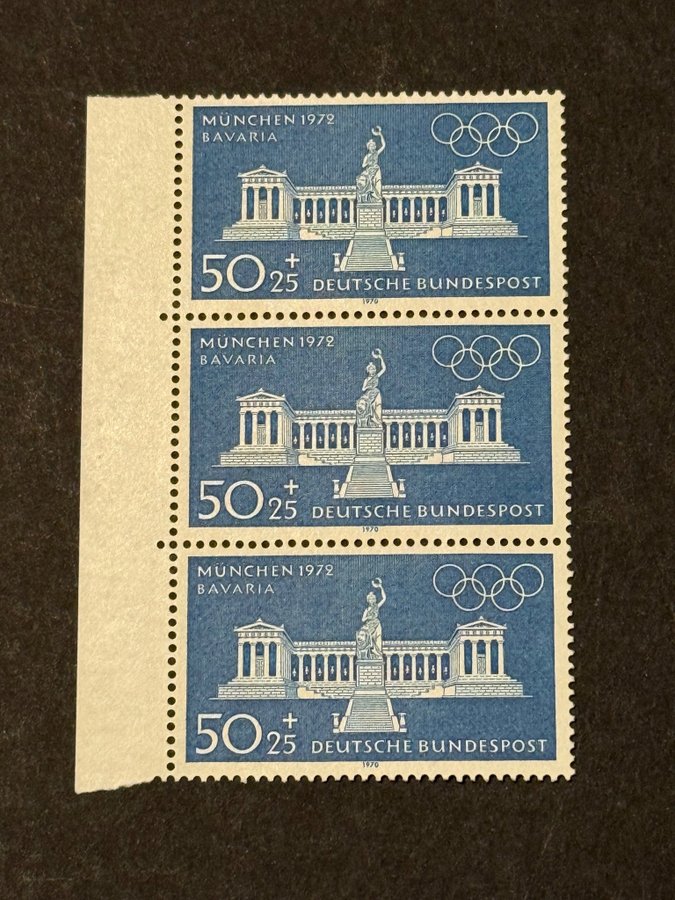 MÜNCHEN 1972
BAVARIA
50 + 25 DEUTSCHE BUNDESPOST
1970
MÜNCHEN 1972
BAVARIA
50 + 25 DEUTSCHE BUNDESPOST
1970
MÜNCHEN 1972
BAVARIA
50 + 25 DEUTSCHE BUNDESPOST
1970